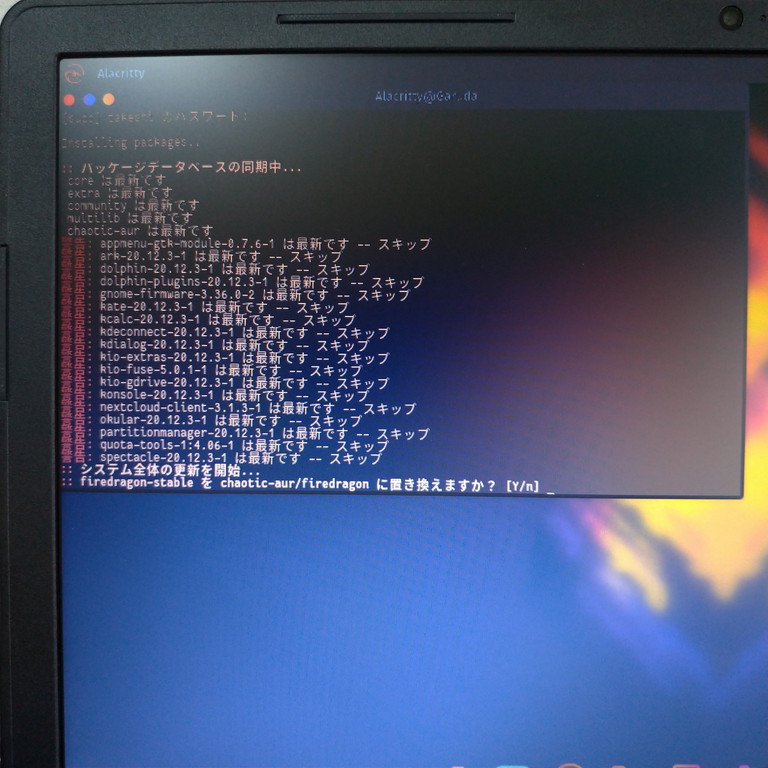 Alacritty
Alacritty@Garuda
[sudo] takeshi のパスワード:
Installing packages..
:: パッケージデータベースの同期中...
core は最新です
extra は最新です
community は最新です
multilib は最新です
chaotic-aur は最新です
警告: appmenu-gtk-module-0.7.6-1 は最新です -- スキップ
警告: ark-20.12.3-1 は最新です -- スキップ
警告: dolphin-20.12.3-1 は最新です -- スキップ
警告: dolphin-plugins-20.12.3-1 は最新です -- スキップ
警告: gnome-firmware-3.36.0-2 は最新です -- スキップ
警告: kate-20.12.3-1 は最新です -- スキップ
警告: kcalc-20.12.3-1 は最新です -- スキップ
警告: kdeconnect-20.12.3-1 は最新です -- スキップ
警告: kdialog-20.12.3-1 は最新です -- スキップ
警告: kio-extras-20.12.3-1 は最新です -- スキップ
警告: kio-fuse-5.0.1-1 は最新です -- スキップ
警告: kio-gdrive-20.12.3-1 は最新です -- スキップ
警告: konsole-20.12.3-1 は最新です -- スキップ
警告: nextcloud-client-3.1.3-1 は最新です -- スキップ
警告: okular-20.12.3-1 は最新です -- スキップ
警告: partitionmanager-20.12.3-1 は最新です -- スキップ
警告: quota-tools-1:4.06-1 は最新です -- スキップ
警告: spectacle-20.12.3-1 は最新です -- スキップ
:: システム全体の更新を開始...
:: firedragon-stable を chaotic-aur/firedragon に置き換えますか？ [Y/n] _